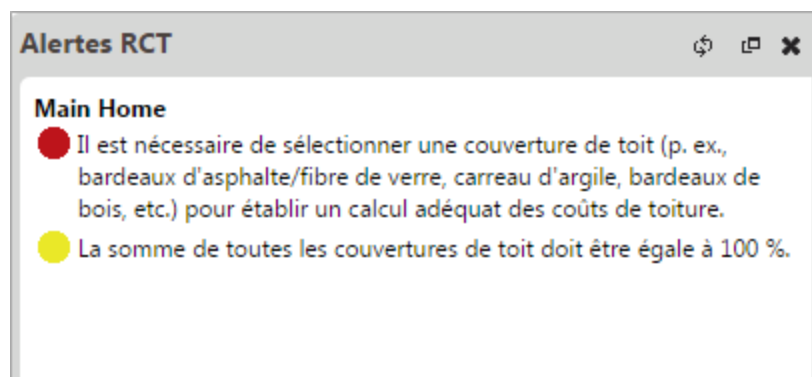 Alertes RCT
Main Home
Il est nécessaire de sélectionner une couverture de toit (p. ex.,
bardeaux d'asphalte/fibre de verre, carreau d'argile, bardeaux de
bois, etc.) pour établir un calcul adéquat des coûts de toiture.
La somme de toutes les couvertures de toit doit être égale à 100 %.